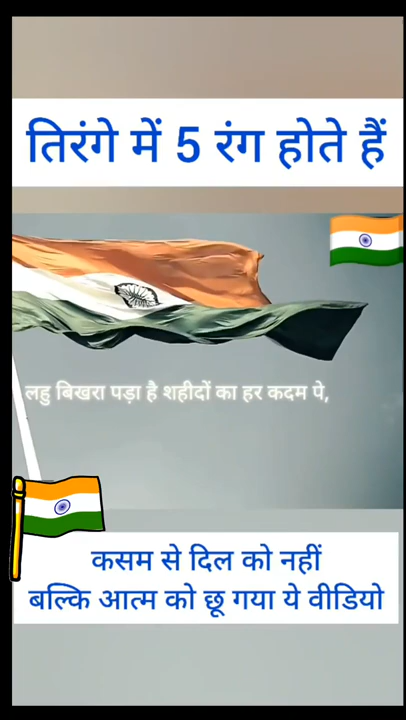 तिरंगे में 5 रंग होते हैं
लहु बिखरा पड़ा है शहीदों का हर कदम पे,
कसम से दिल को नहीं
बल्कि आत्म को छू गया ये वीडियो